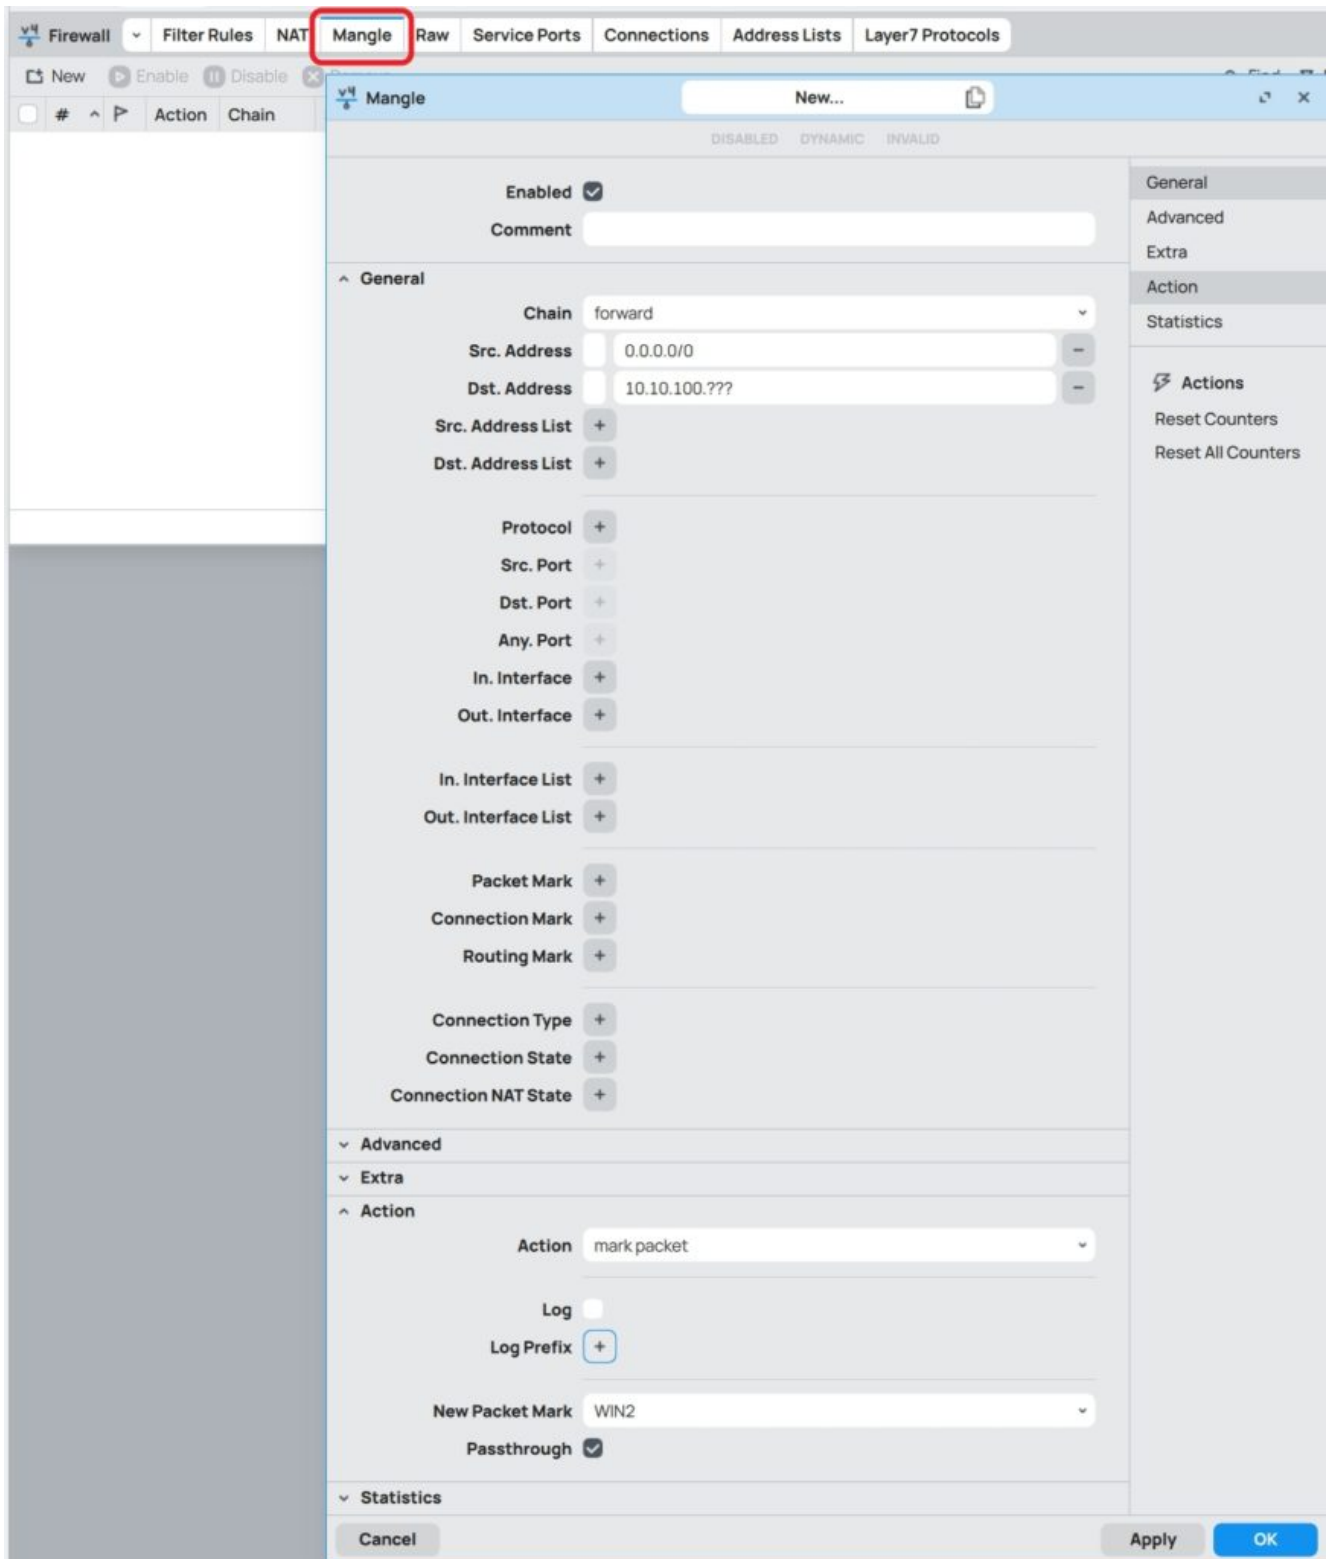 Firewall Filter Rules NAT Mangle Raw Service Ports Connections Address Lists Layer7 Protocols
New Enable Disable
# Action Chain
Mangle New...
DISABLED DYNAMIC INVALID
Enabled
Comment
General
Chain forward
Src. Address 0.0.0.0/0
Dst. Address 10.10.100.???
Src. Address List +
Dst. Address List +
Protocol +
Src. Port +
Dst. Port +
Any. Port +
In. Interface +
Out. Interface +
In. Interface List +
Out. Interface List +
Packet Mark +
Connection Mark +
Routing Mark +
Connection Type +
Connection State +
Connection NAT State +
Advanced
Extra
Action
Action mark packet
Log
Log Prefix +
New Packet Mark WIN2
Passthrough
Statistics
Cancel Apply OK
General
Advanced
Extra
Action
Statistics
Actions
Reset Counters
Reset All Counters